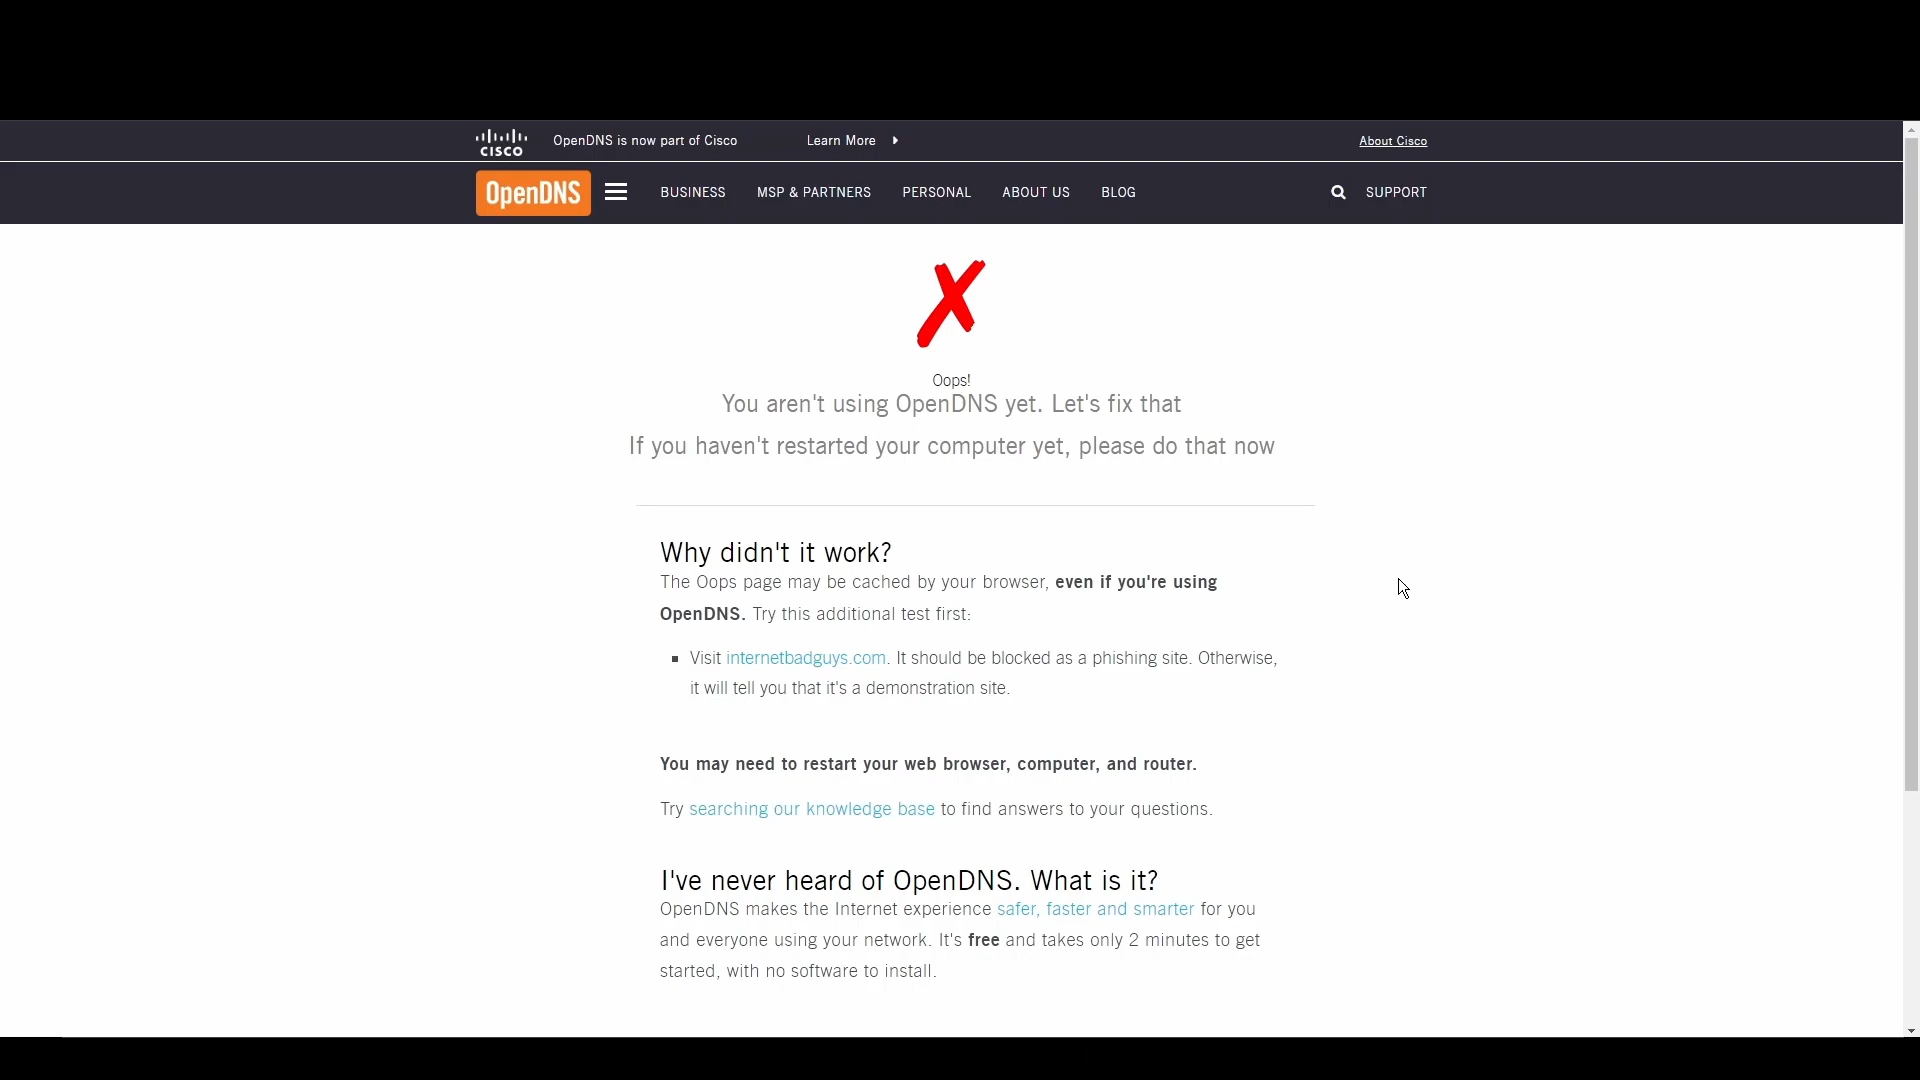 CISCO
OpenDNS is now part of Cisco
Learn More
About Cisco
OpenDNS
BUSINESS
MSP & PARTNERS
PERSONAL
ABOUT US
BLOG
SUPPORT
Oops!
You aren't using OpenDNS yet. Let's fix that
If you haven't restarted your computer yet, please do that now
Why didn't it work?
The Oops page may be cached by your browser, even if you're using
OpenDNS. Try this additional test first:
Visit internetbadguys.com. It should be blocked as a phishing site. Otherwise,
it will tell you that it's a demonstration site.
You may need to restart your web browser, computer, and router.
Try searching our knowledge base to find answers to your questions.
I've never heard of OpenDNS. What is it?
OpenDNS makes the Internet experience safer, faster and smarter for you
and everyone using your network. It's free and takes only 2 minutes to get
started, with no software to install.